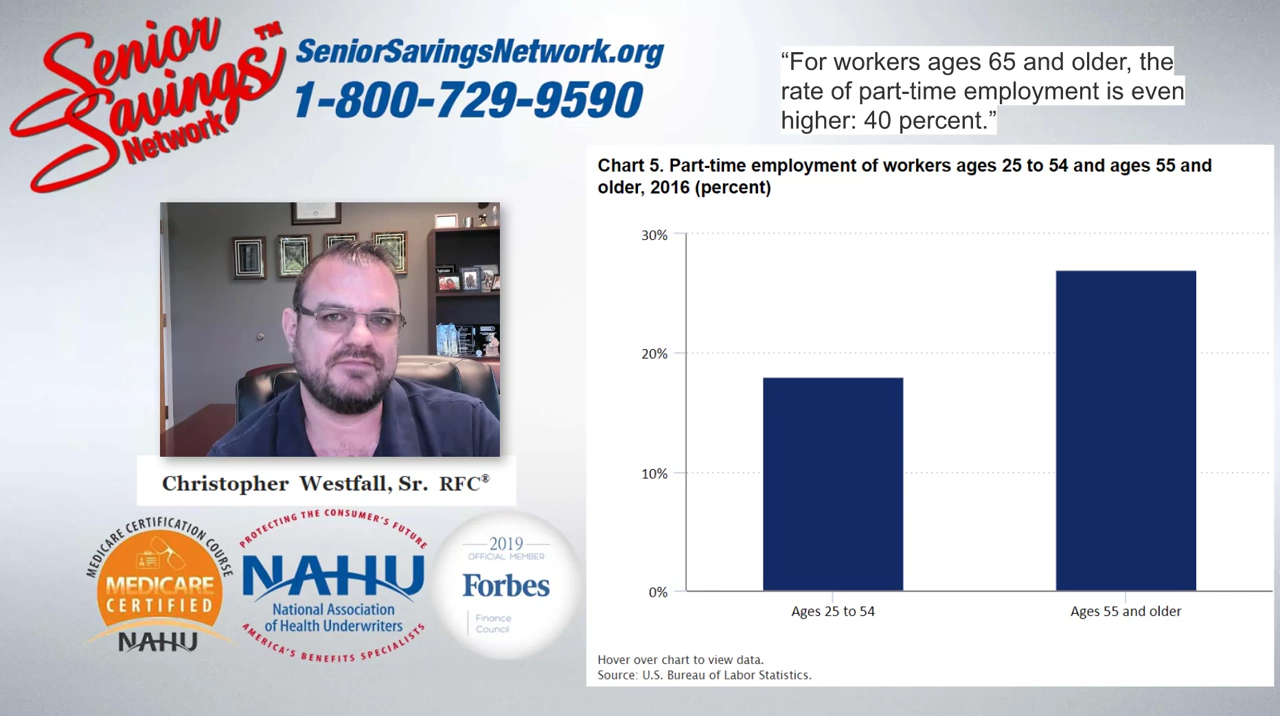 Senior
Savings™
Network
SeniorSavingsNetwork.org
1-800-729-9590
“For workers ages 65 and older, the
rate of part-time employment is even
higher: 40 percent.”
Chart 5. Part-time employment of workers ages 25 to 54 and ages 55 and
older, 2016 (percent)
30%
20%
10%
0%
Ages 25 to 54
Ages 55 and older
Hover over chart to view data.
Source: U.S. Bureau of Labor Statistics.
Christopher Westfall, Sr. RFC®
MEDICARE CERTIFICATION COURSE
MEDICARE
CERTIFIED
NAHU
PROTECTING THE CONSUMER'S FUTURE
NAHU
National Association
of Health Underwriters
AMERICA'S BENEFITS SPECIALISTS
2019
OFFICIAL MEMBER
Forbes
Finance
Council